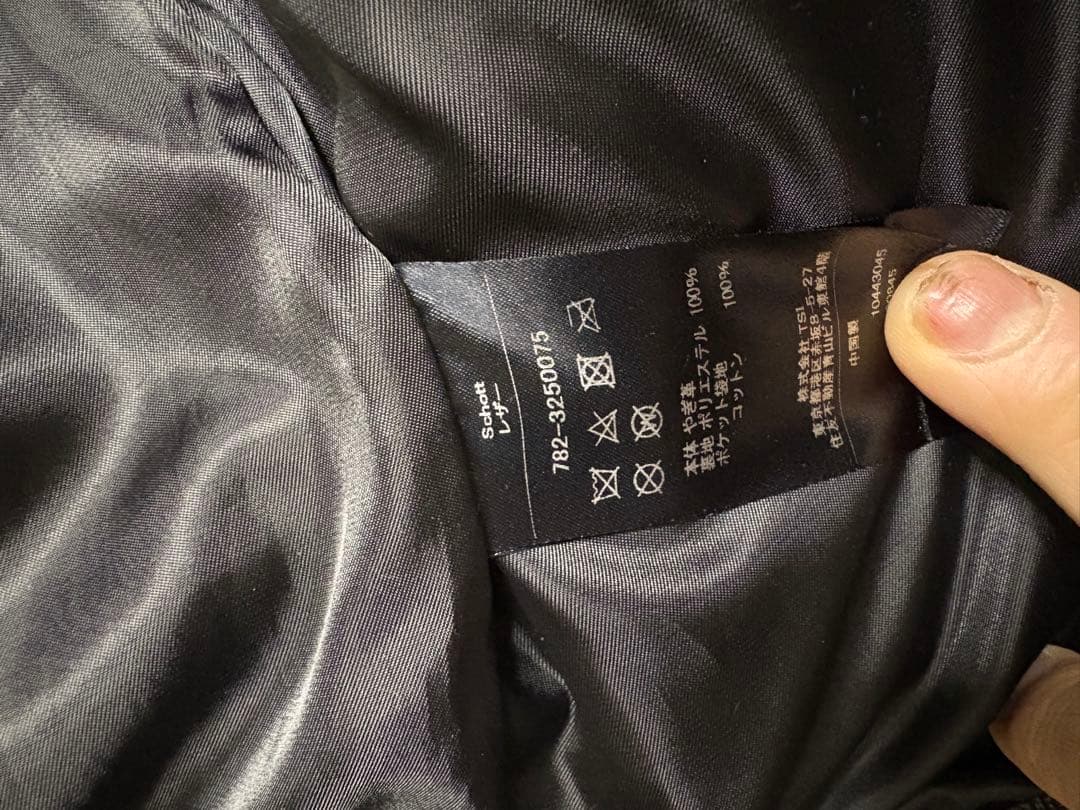 Schott
レザー
782-3250075
本体 やぎ革
裏地 ポリエステル 100%
ポケット袋地
コットン 100%
株式会社 TSI
東京都港区赤坂8-5-27
住友不動産青山ビル東館4階
中国製
10443045